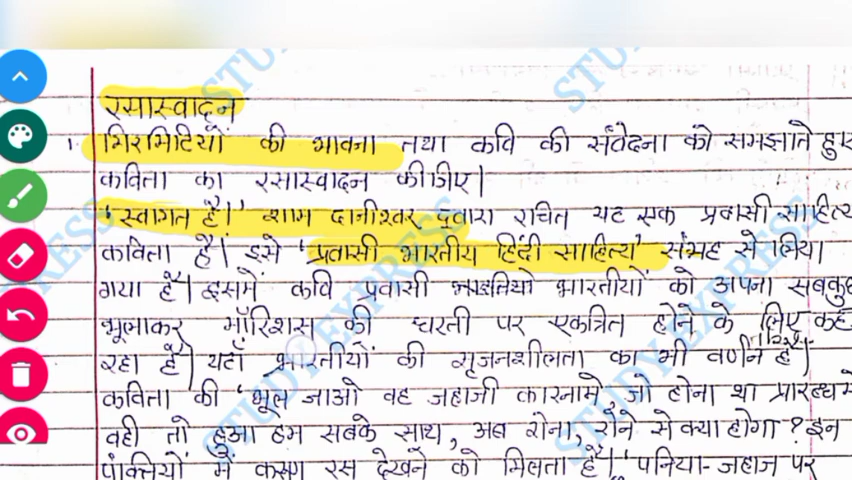 रसास्वादन
1. गिरमिटियों की भावना तथा कवि की संवेदना को समझाते हुए
कविता का रसास्वादन कीजिए।
'स्वागत है।' शाम दानीश्वर द्वारा रचित यह एक प्रवासी साहित्य
कविता है। इसे 'प्रवासी भारतीय हिंदी साहित्य' संग्रह से लिया
गया है। इसमें कवि प्रवासी भारतीयों को अपना सबकुछ
भूलाकर मॉरिशस की धरती पर एकत्रित होने के लिए कह
रहा है। यहाँ भारतीयों की सृजनशीलता का भी वर्णन है।
कविता की 'भूल जाओ वह जहाजी कारनामे, जो होना था प्रारब्ध में
वही तो हुआ हम सबके साथ, अब रोना, रोने से क्या होगा? इन
पंक्तियों में करुण रस देखने को मिलता है। 'पनिया-जहाज पर
STUDY EXPRESS